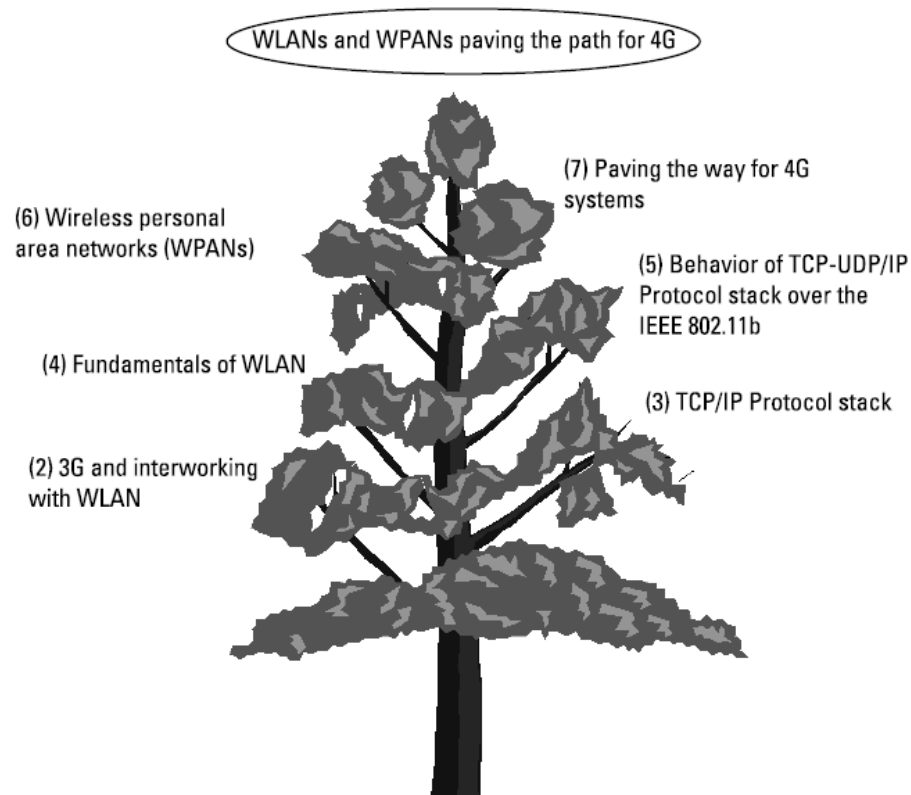 WLANs and WPANs paving the path for 4G
(7) Paving the way for 4G
systems
(6) Wireless personal
area networks (WPANs)
(5) Behavior of TCP-UDP/IP
Protocol stack over the
IEEE 802.11b
(4) Fundamentals of WLAN
(3) TCP/IP Protocol stack
(2) 3G and interworking
with WLAN